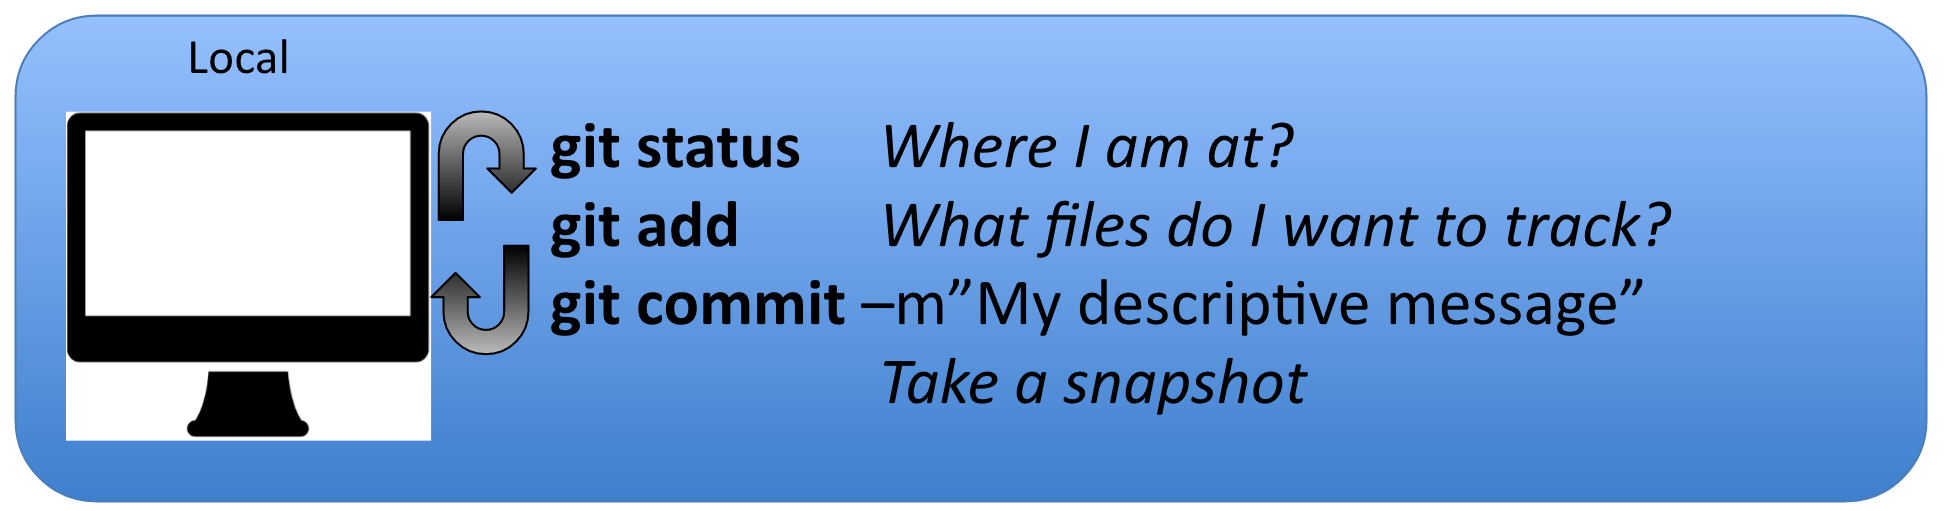 Local
git status Where I am at?
git add What files do I want to track?
git commit –m”My descriptive message”
Take a snapshot